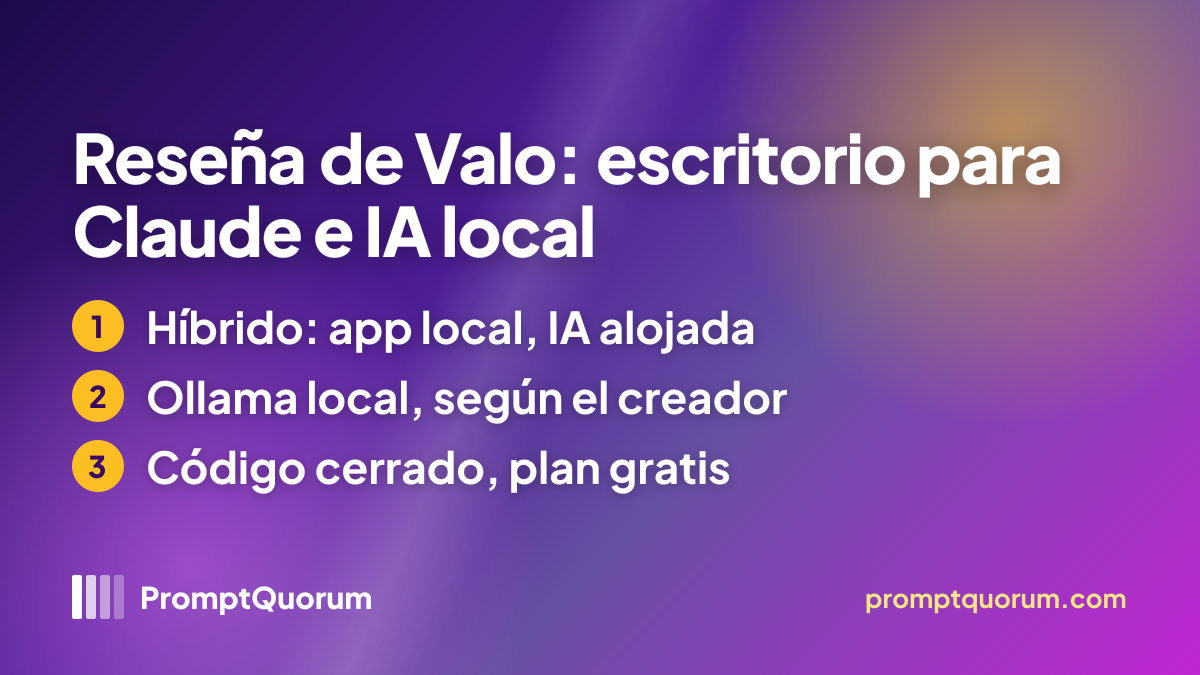 Reseña de Valo: escritorio para
Claude e IA local
1 Híbrido: app local, IA alojada
2 Ollama local, según el creador
3 Código cerrado, plan gratis
PromptQuorum
promptquorum.com